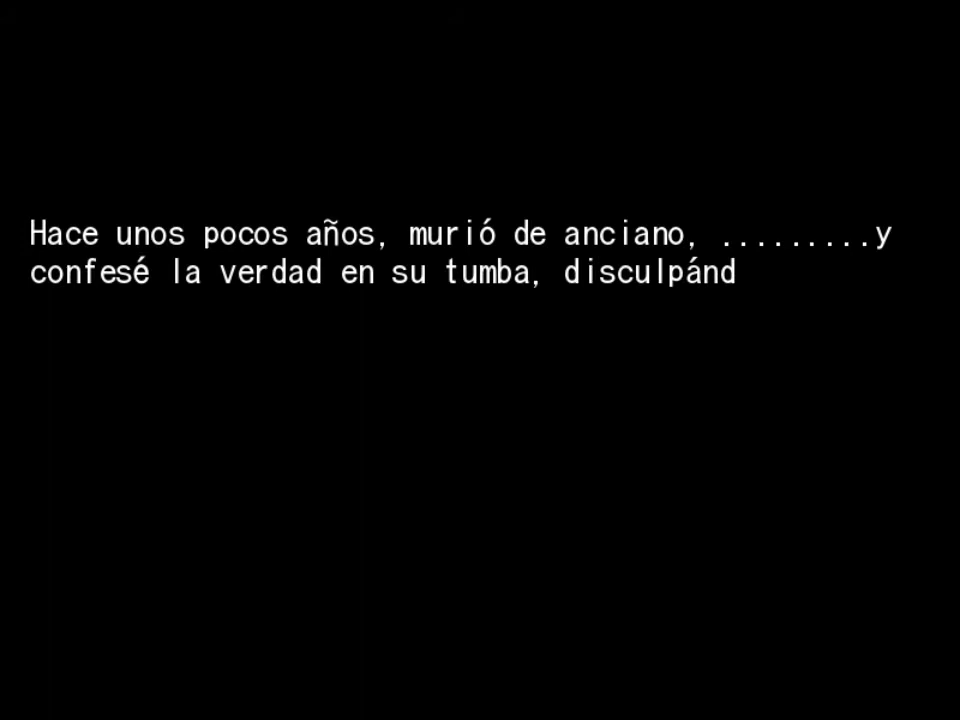 Hace unos pocos años, murió de anciano, .........y
confesé la verdad en su tumba, disculpánd